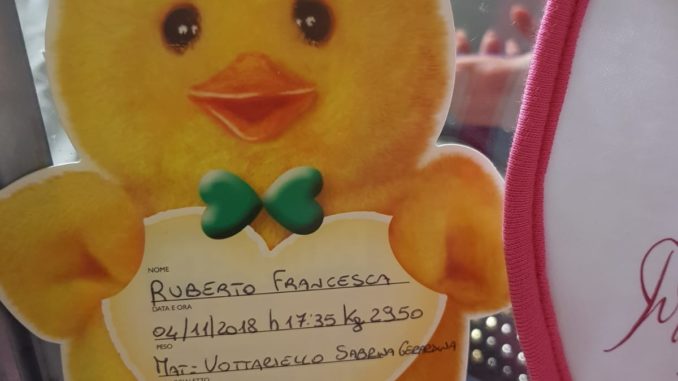 NOME
RUBERTO FRANCESCA
DATA E ORA
04/11/2018 h 17:35 Kg 2950
PESO
MAT= VOTTARIELLO SABRINA GERARDINA